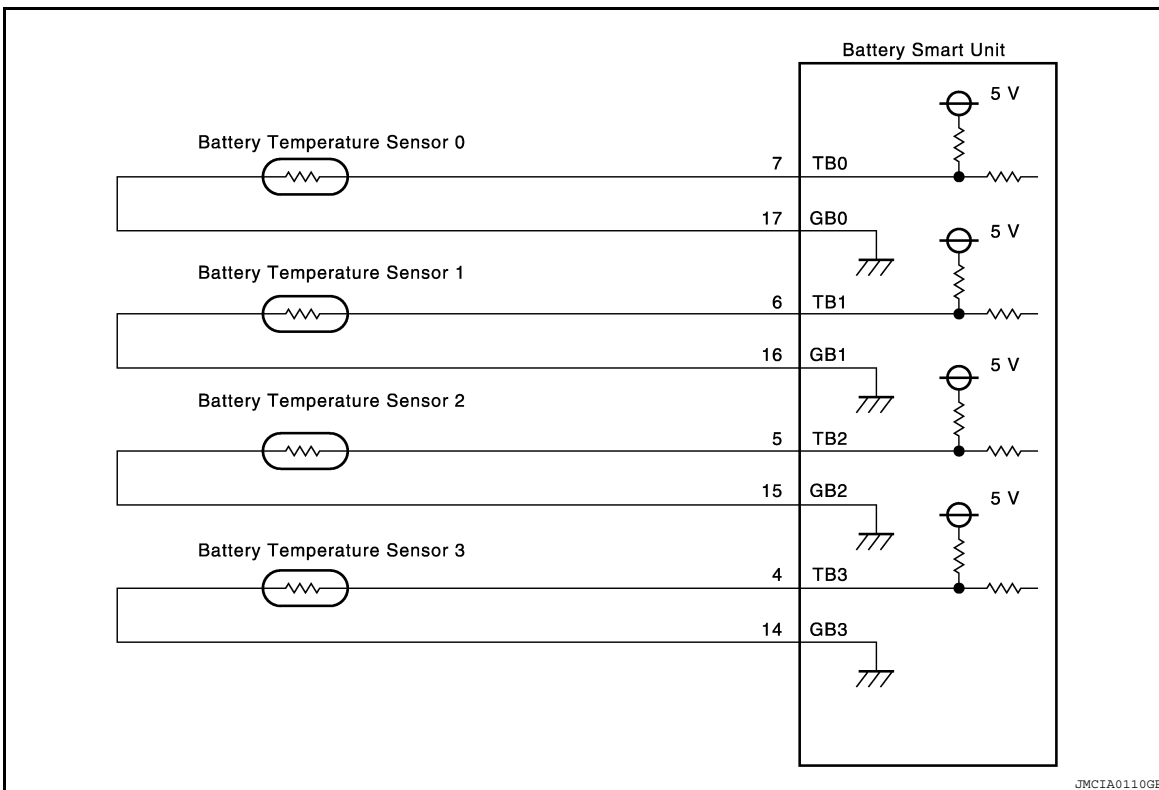 Battery Smart Unit
5 V
Battery Temperature Sensor 0
7 TB0
17 GB0
5 V
Battery Temperature Sensor 1
6 TB1
16 GB1
5 V
Battery Temperature Sensor 2
5 TB2
15 GB2
5 V
Battery Temperature Sensor 3
4 TB3
14 GB3